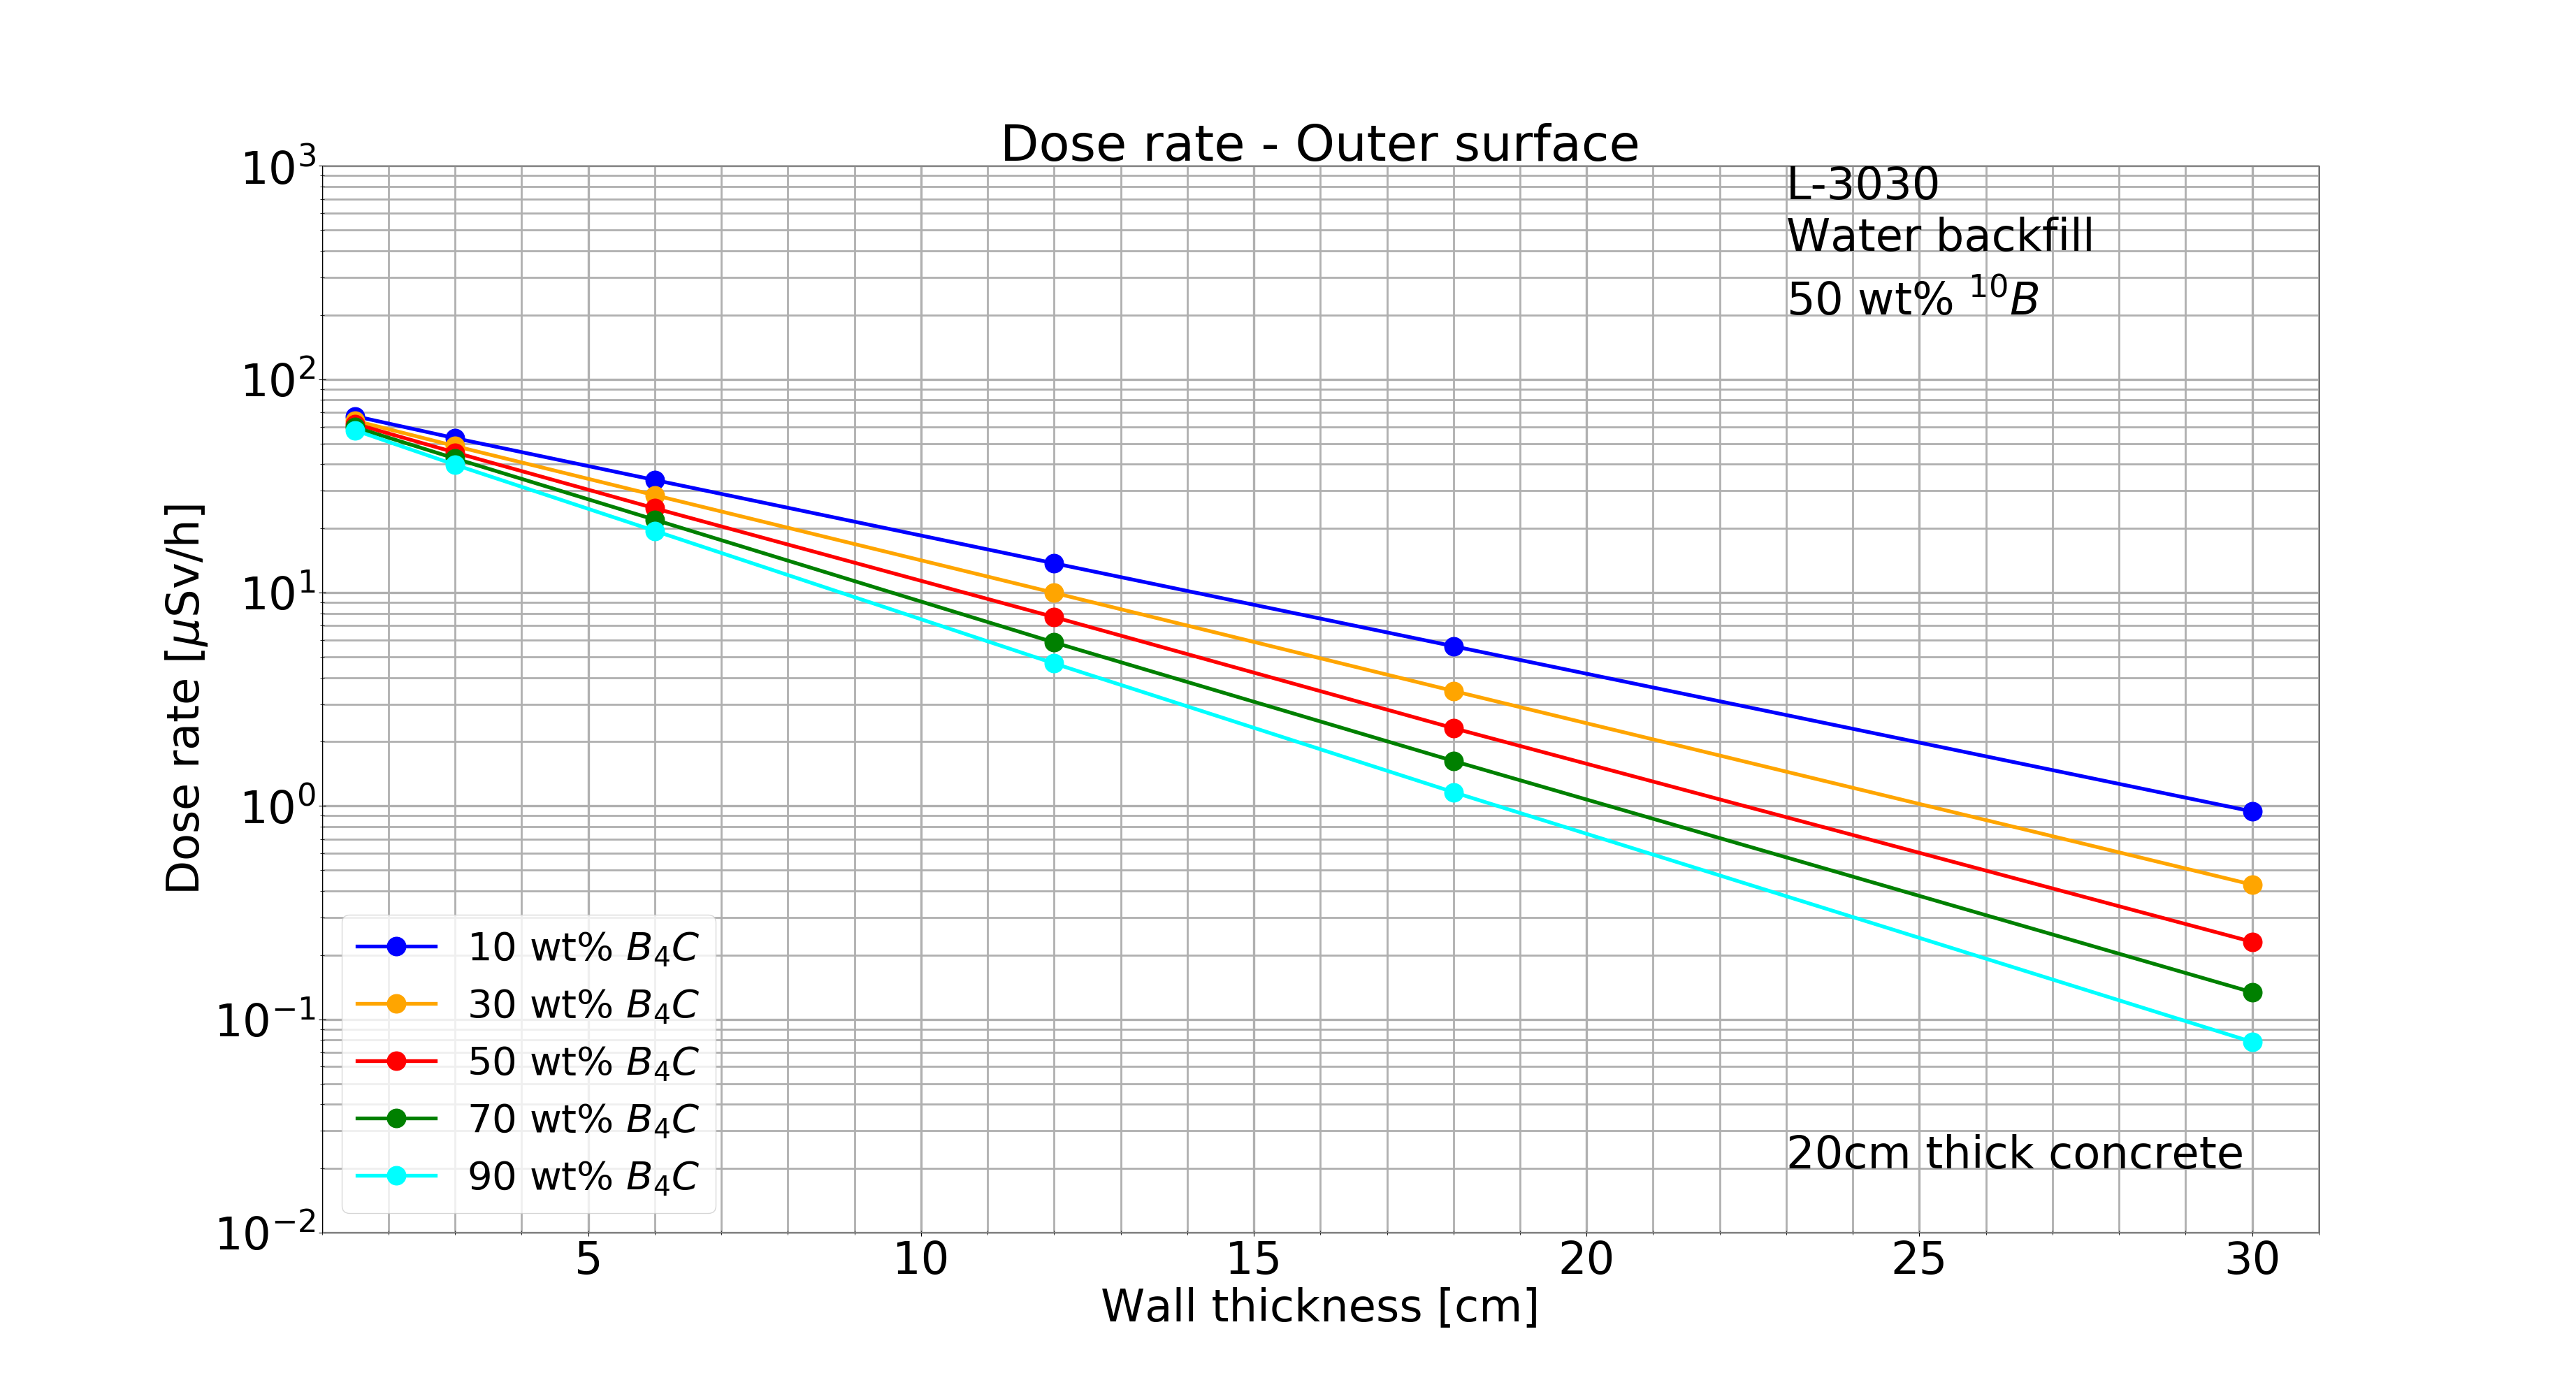 Dose rate - Outer surface
L-3030
Water backfill
50 wt% ¹⁰B
10³
10²
10¹
10⁰
10⁻¹
10⁻²
Dose rate [μSv/h]
10 wt% B₄C
30 wt% B₄C
50 wt% B₄C
70 wt% B₄C
90 wt% B₄C
20cm thick concrete
5 10 15 20 25 30
Wall thickness [cm]